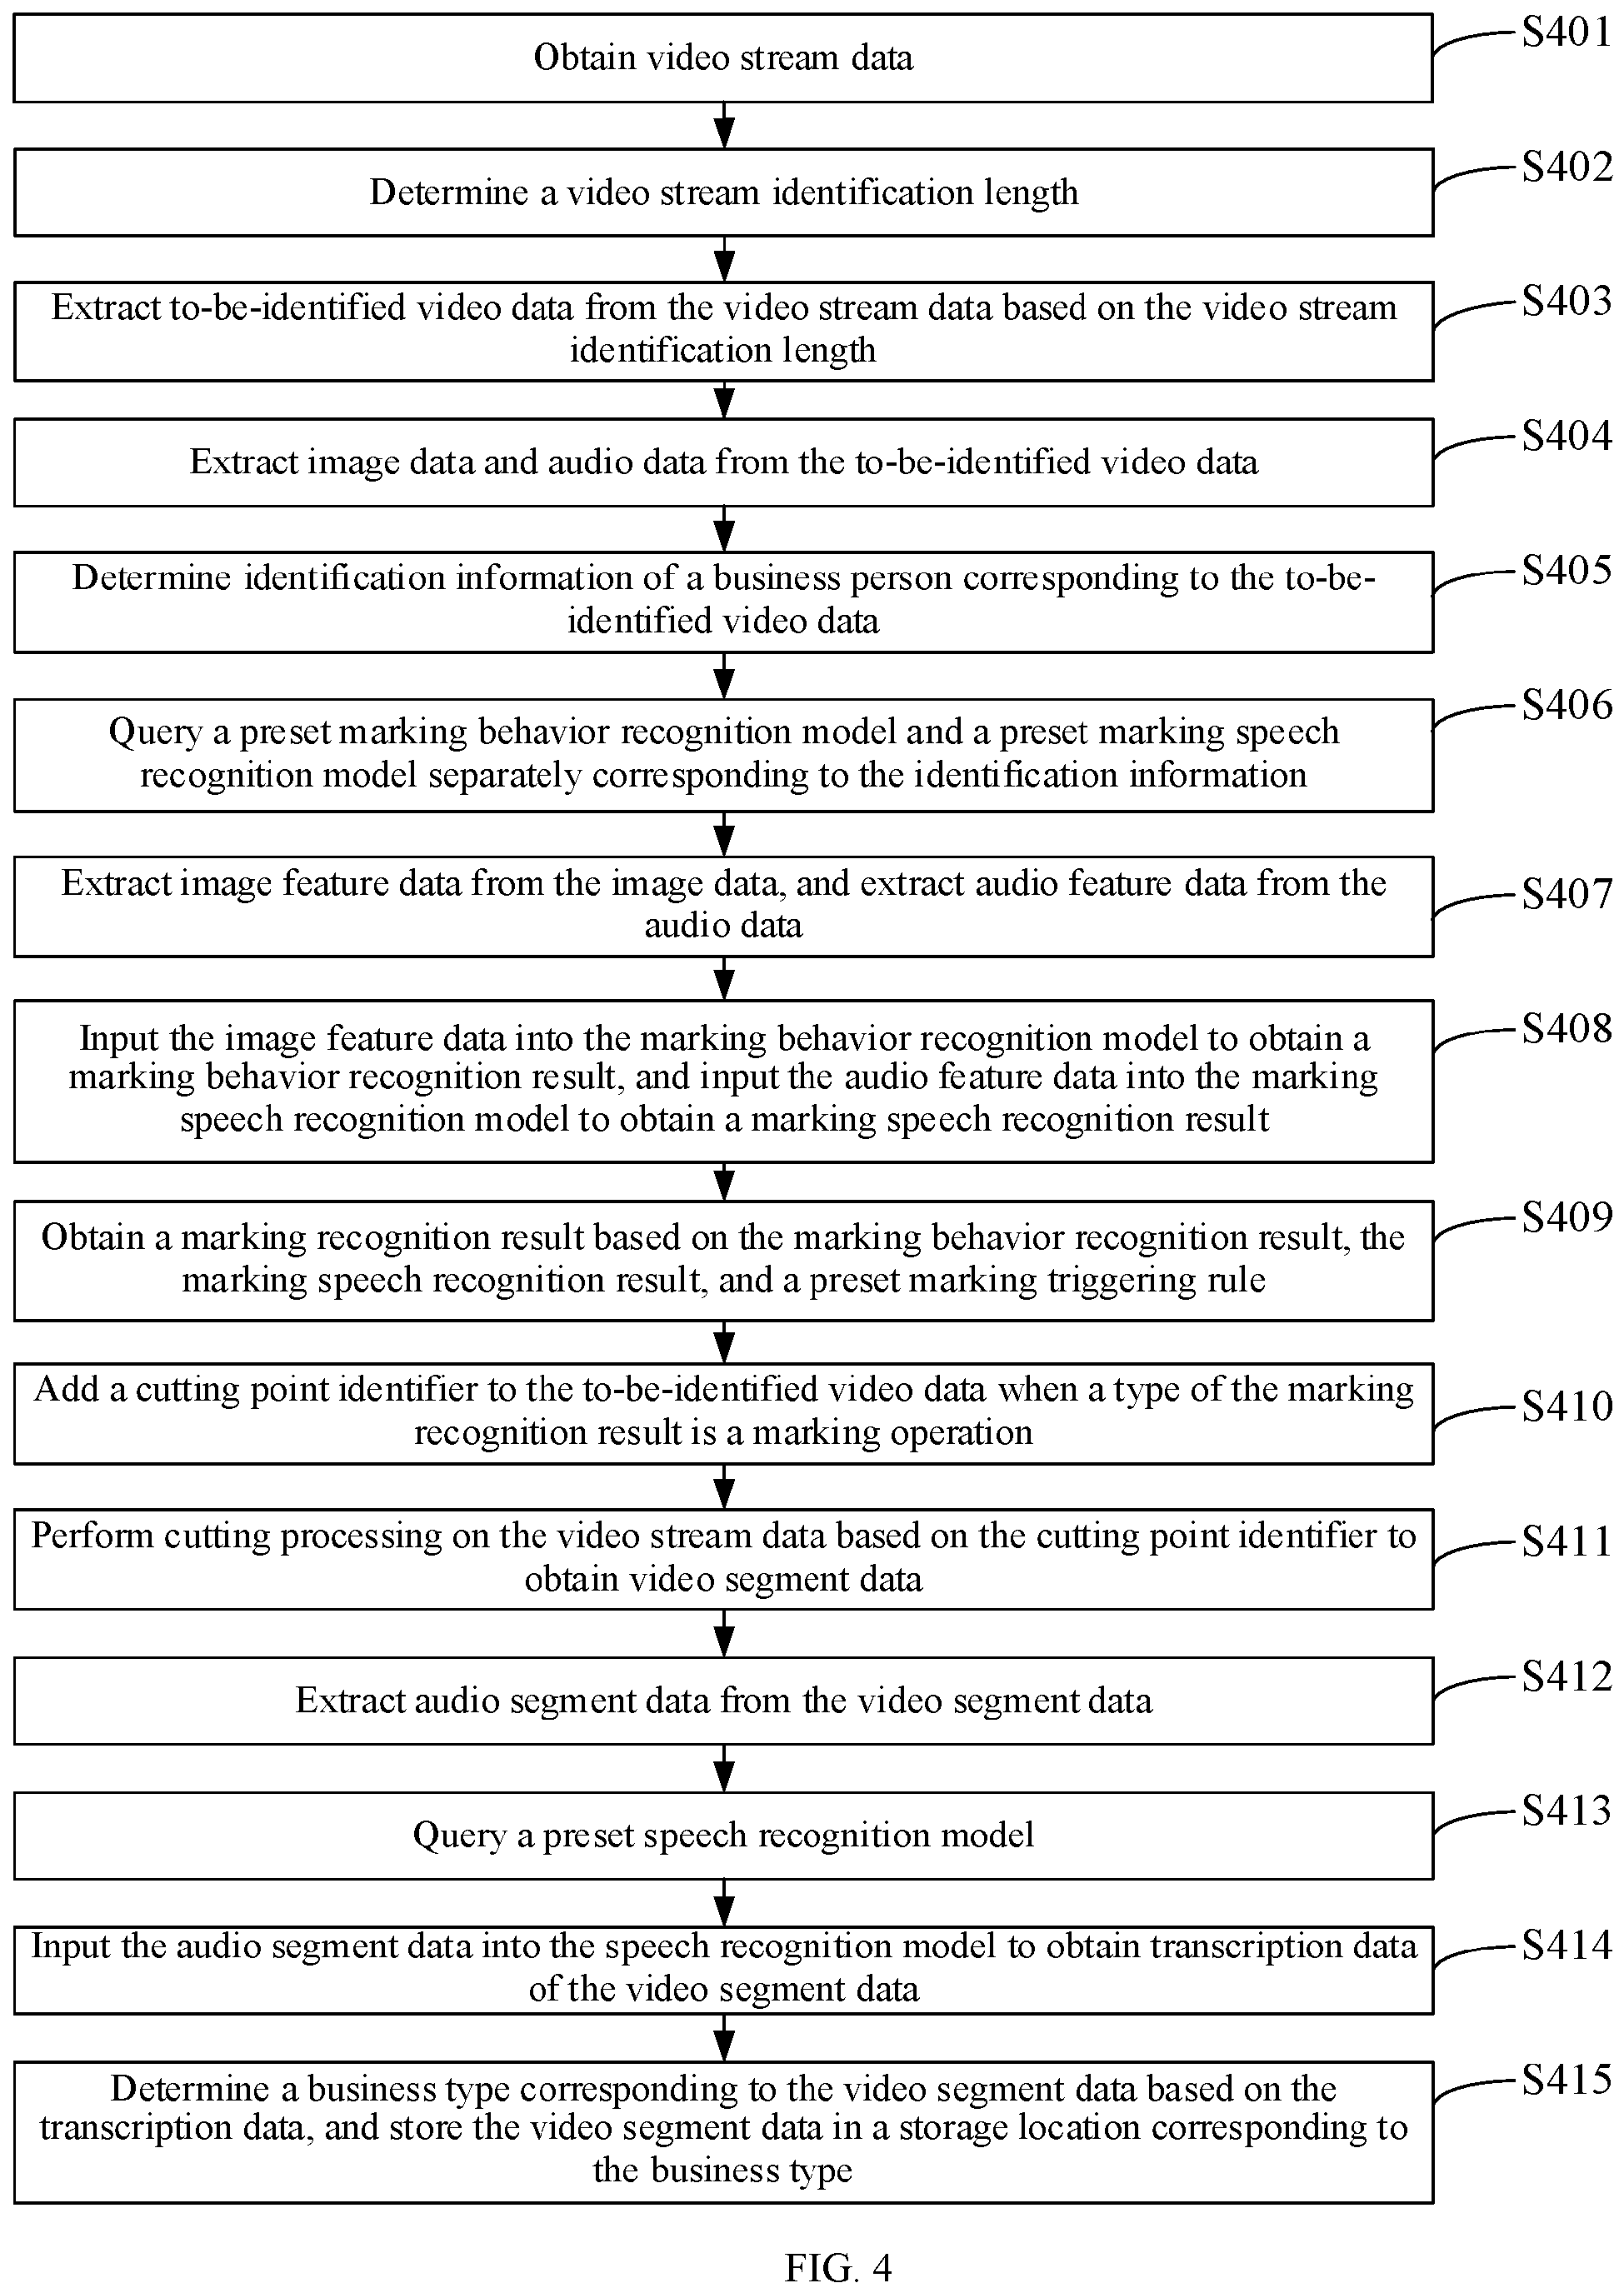 Obtain video stream data
S401
Determine a video stream identification length
S402
Extract to-be-identified video data from the video stream data based on the video stream
identification length
S403
Extract image data and audio data from the to-be-identified video data
S404
Determine identification information of a business person corresponding to the to-be-
identified video data
S405
Query a preset marking behavior recognition model and a preset marking speech
recognition model separately corresponding to the identification information
S406
Extract image feature data from the image data, and extract audio feature data from the
audio data
S407
Input the image feature data into the marking behavior recognition model to obtain a
marking behavior recognition result, and input the audio feature data into the marking
speech recognition model to obtain a marking speech recognition result
S408
Obtain a marking recognition result based on the marking behavior recognition result, the
marking speech recognition result, and a preset marking triggering rule
S409
Add a cutting point identifier to the to-be-identified video data when a type of the marking
recognition result is a marking operation
S410
Perform cutting processing on the video stream data based on the cutting point identifier to
obtain video segment data
S411
Extract audio segment data from the video segment data
S412
Query a preset speech recognition model
S413
Input the audio segment data into the speech recognition model to obtain transcription data
of the video segment data
S414
Determine a business type corresponding to the video segment data based on the
transcription data, and store the video segment data in a storage location corresponding to
the business type
S415
FIG. 4